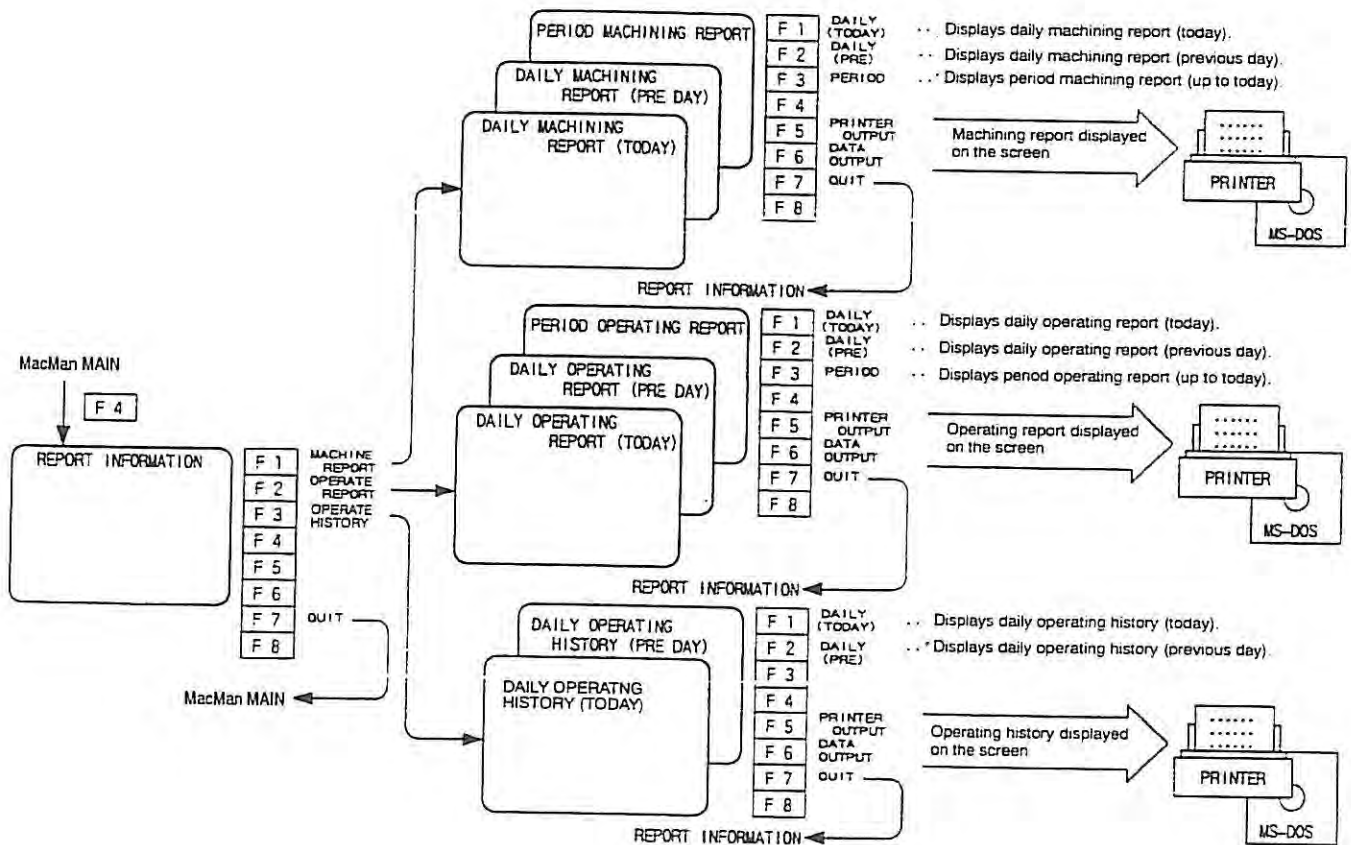 MacMan MAIN
F 4
REPORT INFORMATION
F 1 MACHINE REPORT
F 2 OPERATE REPORT
F 3 OPERATE HISTORY
F 4
F 5
F 6
F 7 QUIT
F 8
MacMan MAIN
PERIOD MACHINING REPORT
DAILY MACHINING
REPORT (PRE DAY)
DAILY MACHINING
REPORT (TODAY)
F 1 DAILY (TODAY) ·· Displays daily machining report (today).
F 2 DAILY (PRE) ·· Displays daily machining report (previous day).
F 3 PERIOD ·· Displays period machining report (up to today).
F 4
F 5 PRINTER OUTPUT
F 6 DATA OUTPUT
F 7 QUIT
F 8
Machining report displayed
on the screen
PRINTER
MS-DOS
REPORT INFORMATION
PERIOD OPERATING REPORT
DAILY OPERATING
REPORT (PRE DAY)
DAILY OPERATING
REPORT (TODAY)
F 1 DAILY (TODAY) ·· Displays daily operating report (today).
F 2 DAILY (PRE) ·· Displays daily operating report (previous day).
F 3 PERIOD ·· Displays period operating report (up to today).
F 4
F 5 PRINTER OUTPUT
F 6 DATA OUTPUT
F 7 QUIT
F 8
Operating report displayed
on the screen
PRINTER
MS-DOS
REPORT INFORMATION
DAILY OPERATING
HISTORY (PRE DAY)
DAILY OPERATNG
HISTORY (TODAY)
F 1 DAILY (TODAY) ·· Displays daily operating history (today).
F 2 DAILY (PRE) ·· Displays daily operating history (previous day).
F 3
F 4
F 5 PRINTER OUTPUT
F 6 DATA OUTPUT
F 7 QUIT
F 8
Operating history displayed
on the screen
PRINTER
MS-DOS
REPORT INFORMATION